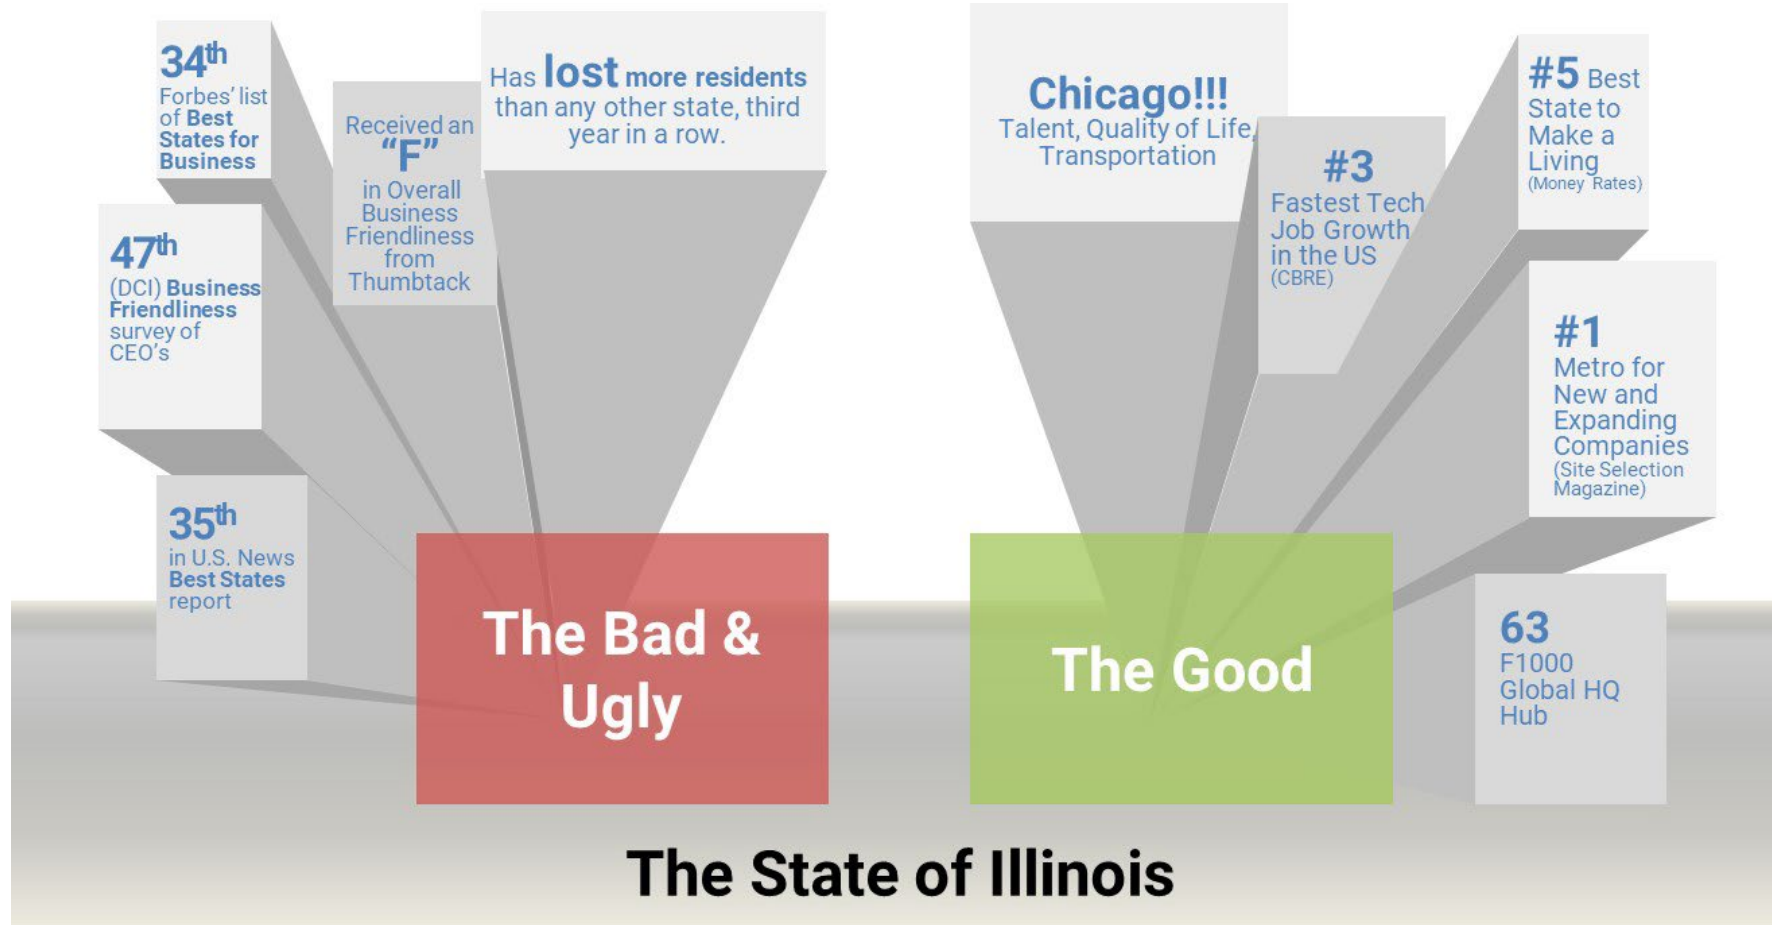 34th
Forbes’ list
of Best
States for
Business
47th
(DCI) Business
Friendliness
survey of
CEO’s
35th
in U.S. News
Best States
report
Received an
“F”
in Overall
Business
Friendliness
from
Thumbtack
Has lost more residents
than any other state, third
year in a row.
The Bad &
Ugly
Chicago!!!
Talent, Quality of Life,
Transportation
#3
Fastest Tech
Job Growth
in the US
(CBRE)
#5 Best
State to
Make a
Living
(Money Rates)
#1
Metro for
New and
Expanding
Companies
(Site Selection
Magazine)
63
F1000
Global HQ
Hub
The Good
The State of Illinois